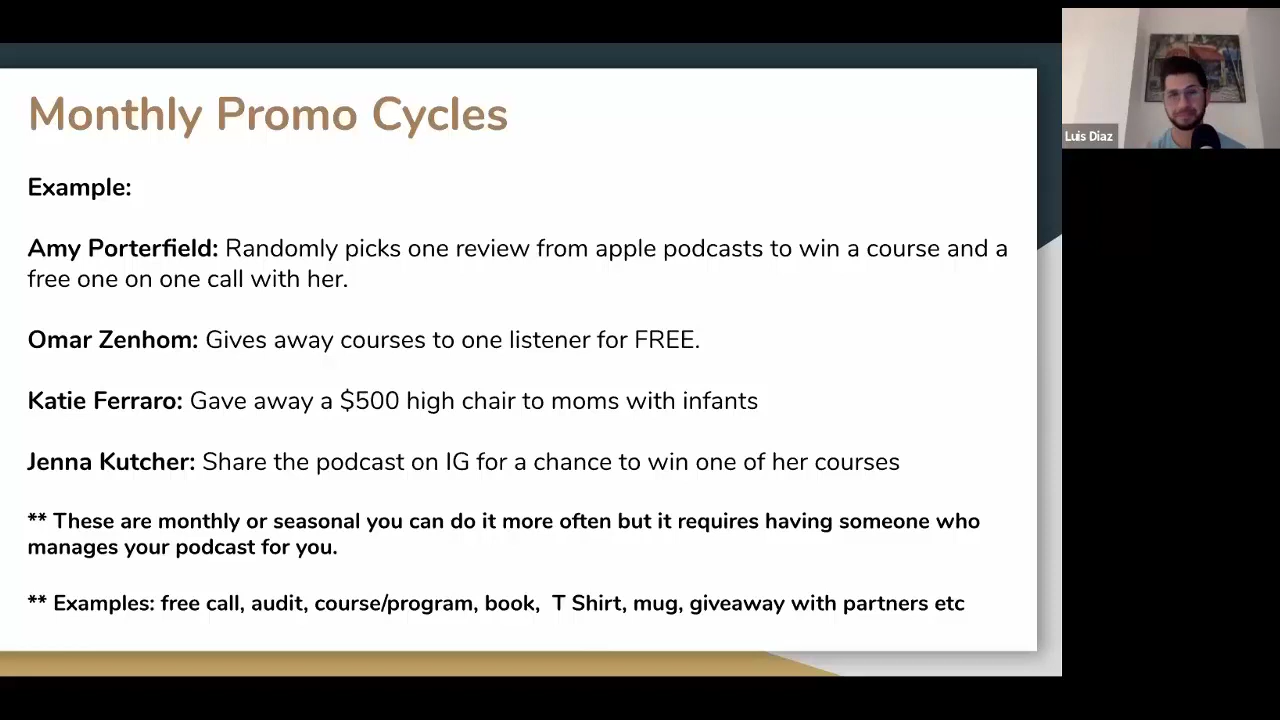 Monthly Promo Cycles
Example:
Amy Porterfield: Randomly picks one review from apple podcasts to win a course and a
free one on one call with her.
Omar Zenhom: Gives away courses to one listener for FREE.
Katie Ferraro: Gave away a $500 high chair to moms with infants
Jenna Kutcher: Share the podcast on IG for a chance to win one of her courses
** These are monthly or seasonal you can do it more often but it requires having someone who
manages your podcast for you.
** Examples: free call, audit, course/program, book,  T Shirt, mug, giveaway with partners etc
Luis Diaz